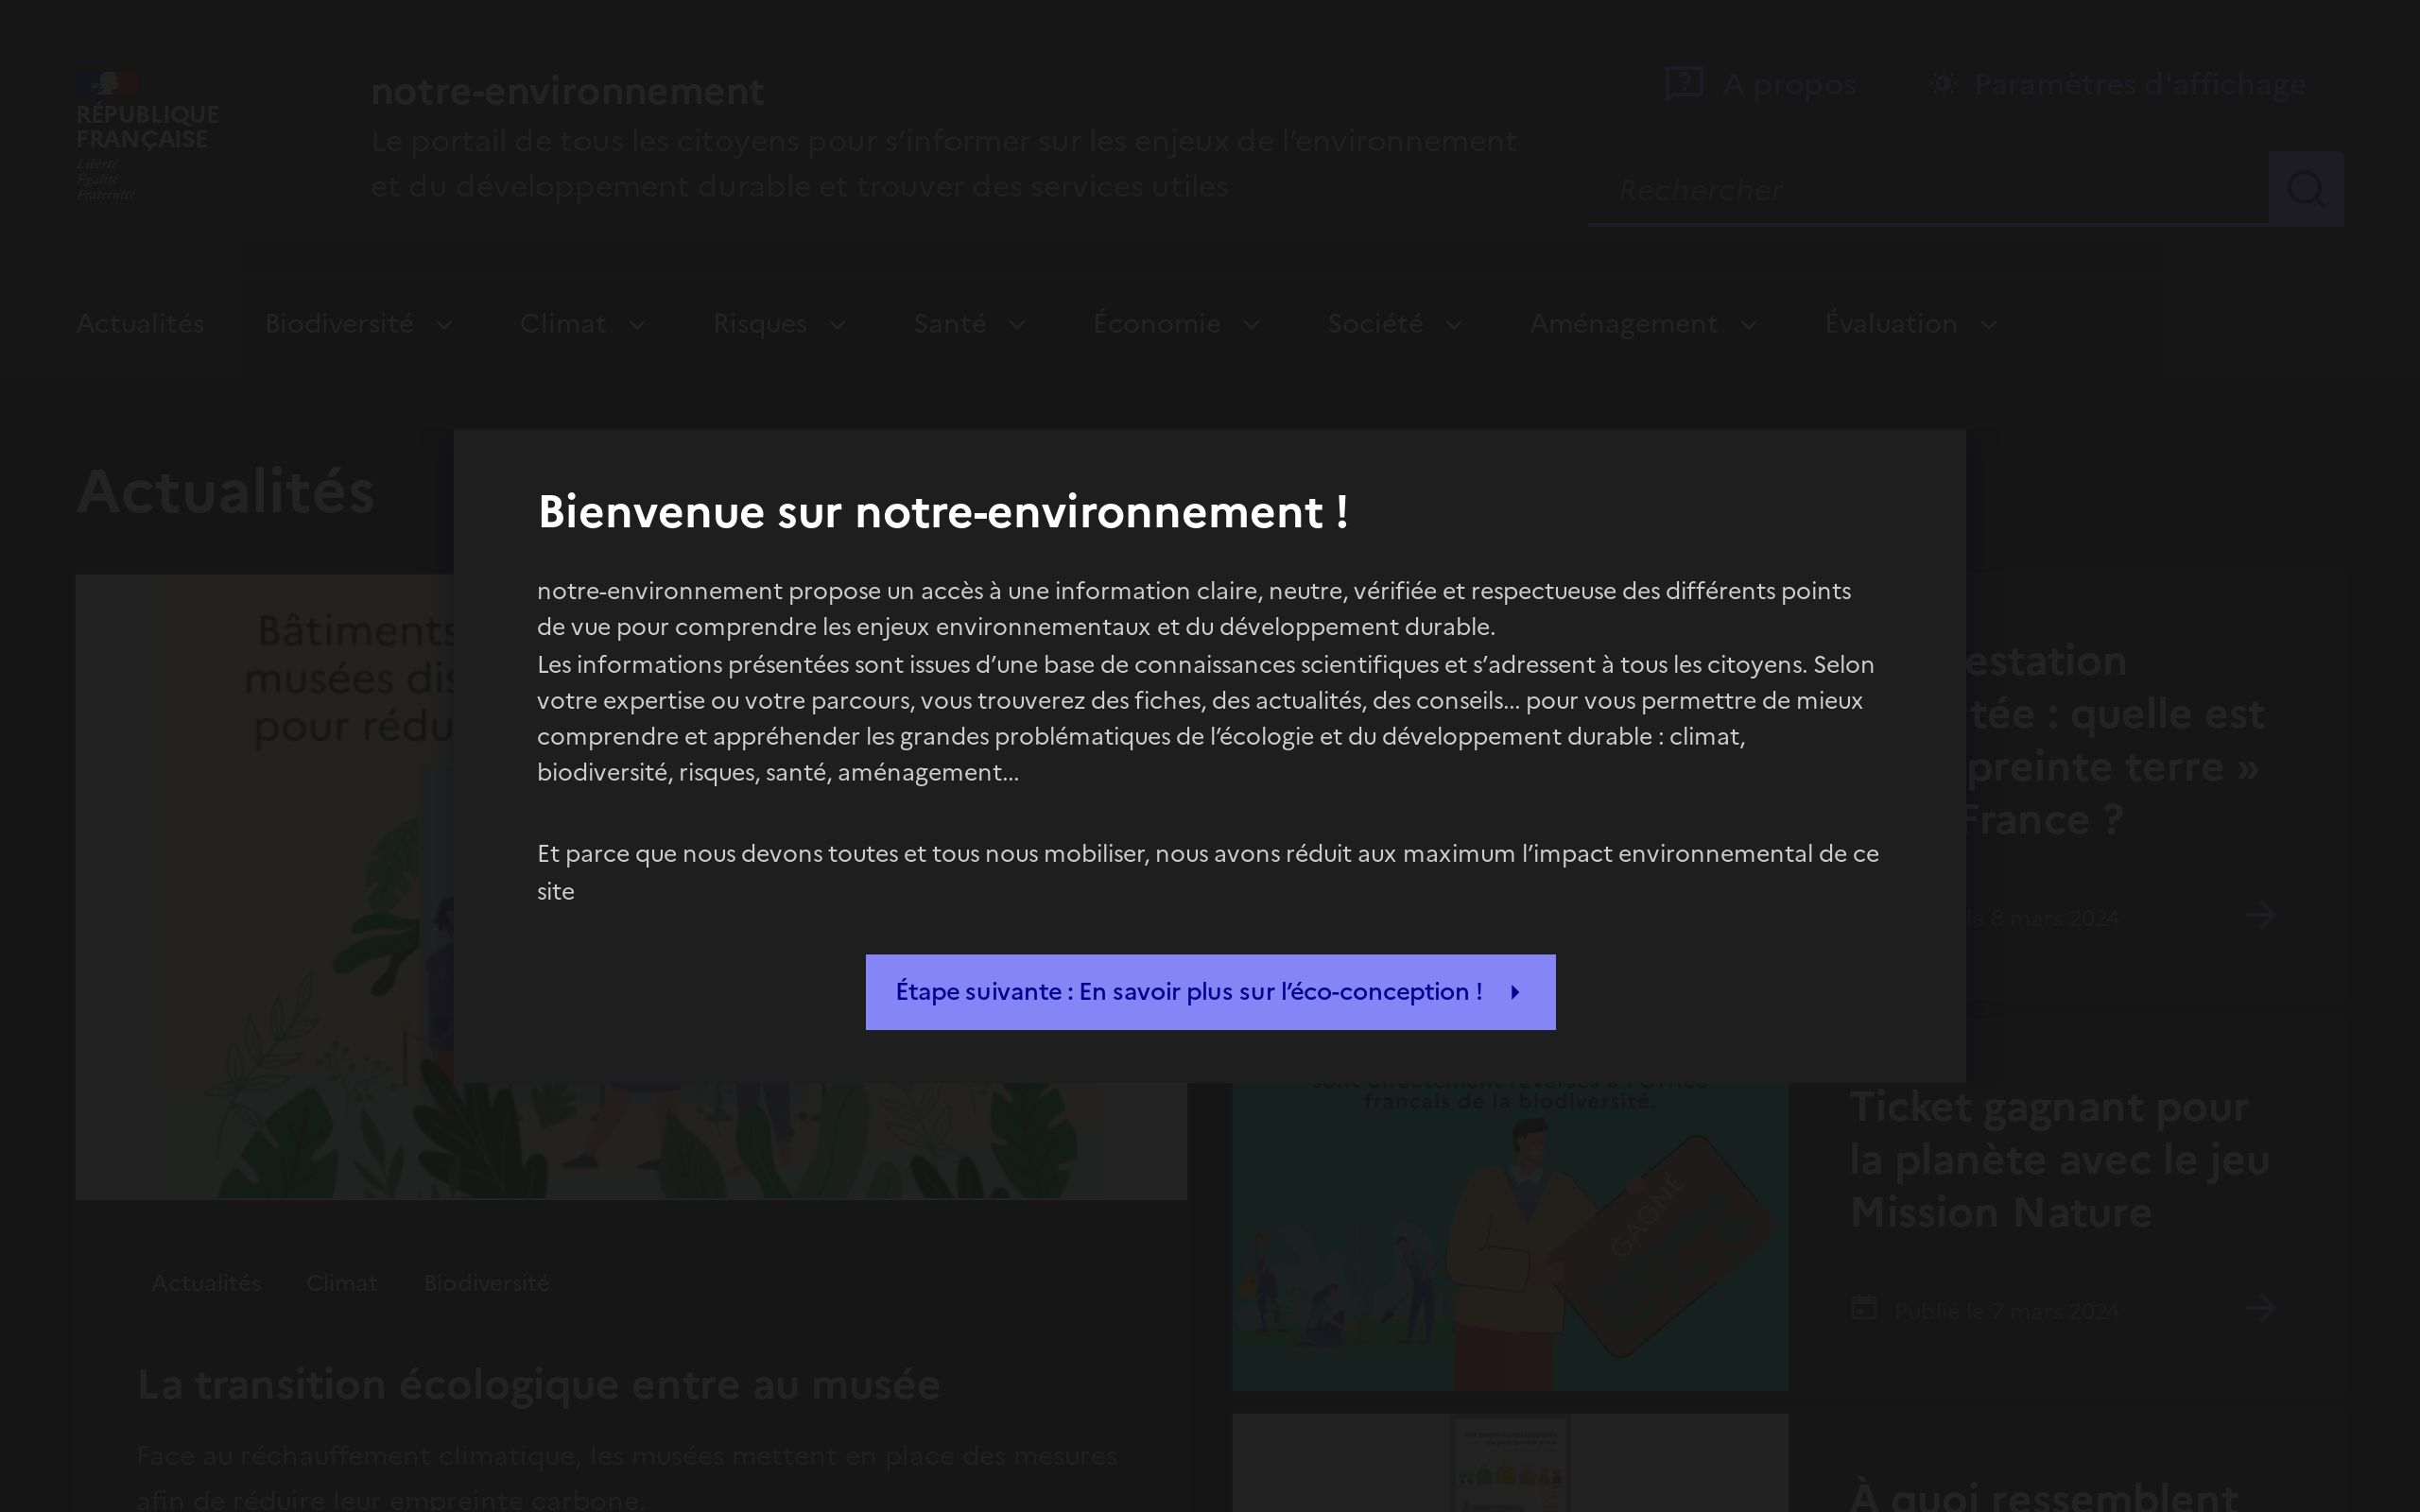 RÉPUBLIQUE
FRANÇAISE
Liberté
Égalité
Fraternité
notre-environnement
Le portail de tous les citoyens pour s’informer sur les enjeux de l’environnement
et du développement durable et trouver des services utiles
A propos
Paramètres d'affichage
Rechercher
Actualités
Biodiversité
Climat
Risques
Santé
Économie
Société
Aménagement
Évaluation
Actualités
Bienvenue sur notre-environnement !
notre-environnement propose un accès à une information claire, neutre, vérifiée et respectueuse des différents points
de vue pour comprendre les enjeux environnementaux et du développement durable.
Les informations présentées sont issues d’une base de connaissances scientifiques et s’adressent à tous les citoyens. Selon
votre expertise ou votre parcours, vous trouverez des fiches, des actualités, des conseils... pour vous permettre de mieux
comprendre et appréhender les grandes problématiques de l’écologie et du développement durable : climat,
biodiversité, risques, santé, aménagement...
Et parce que nous devons toutes et tous nous mobiliser, nous avons réduit aux maximum l’impact environnemental de ce
site
Étape suivante : En savoir plus sur l’éco-conception !
Bâtiments
musées dis
pour rédu
Actualités
Climat
Biodiversité
La transition écologique entre au musée
Face au réchauffement climatique, les musées mettent en place des mesures
afin de réduire leur empreinte carbone.
estation
tée : quelle est
preinte terre »
France ?
le 8 mars 2024
sont directement reversés à l'Office
français de la biodiversité.
GAGNÉ
Ticket gagnant pour
la planète avec le jeu
Mission Nature
Publié le 7 mars 2024
À quoi ressemblent